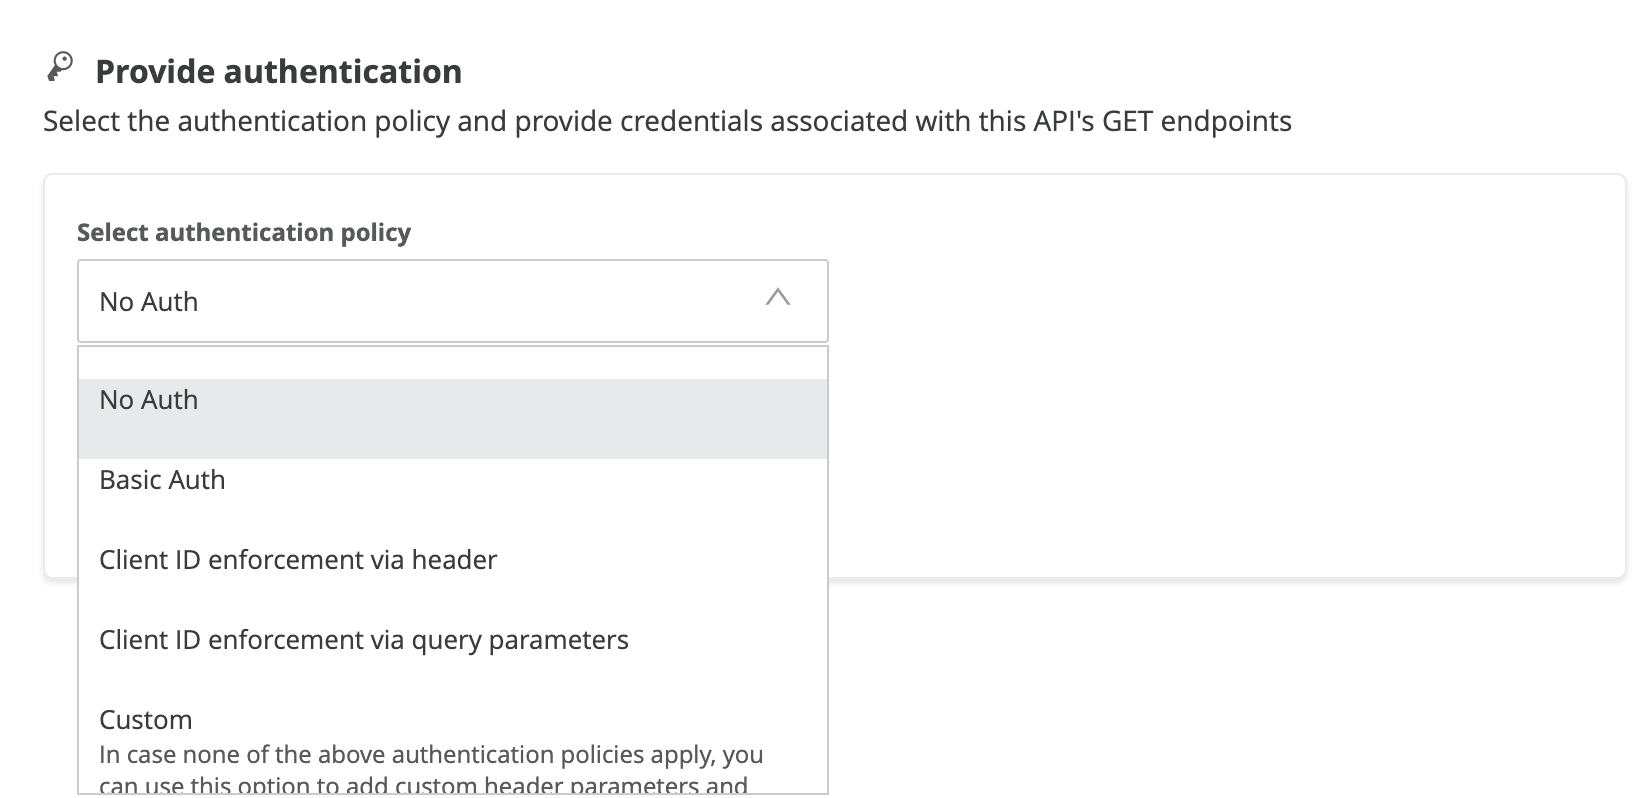 Provide authentication
Select the authentication policy and provide credentials associated with this API's GET endpoints
Select authentication policy
No Auth
No Auth
Basic Auth
Client ID enforcement via header
Client ID enforcement via query parameters
Custom
In case none of the above authentication policies apply, you
can use this option to add custom header parameters and